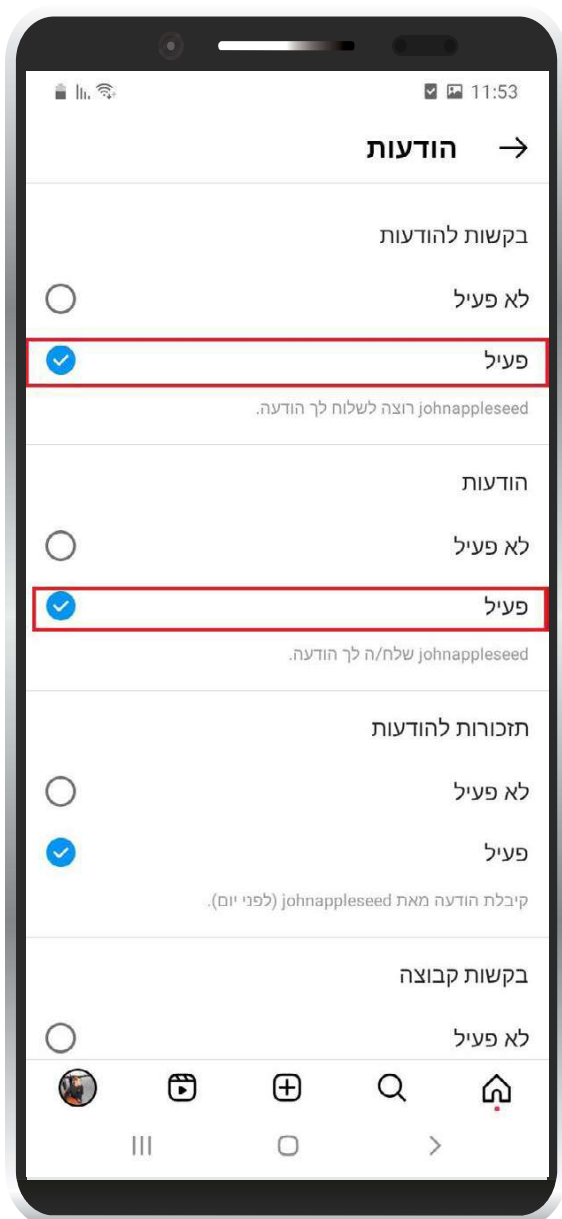 11:53
הודעות
בקשות להודעות
לא פעיל
פעיל
johnappleseed רוצה לשלוח לך הודעה.
הודעות
לא פעיל
פעיל
johnappleseed שלח/ה לך הודעה.
תזכורות להודעות
לא פעיל
פעיל
קיבלת הודעה מאת johnappleseed (לפני יום).
בקשות קבוצה
לא פעיל